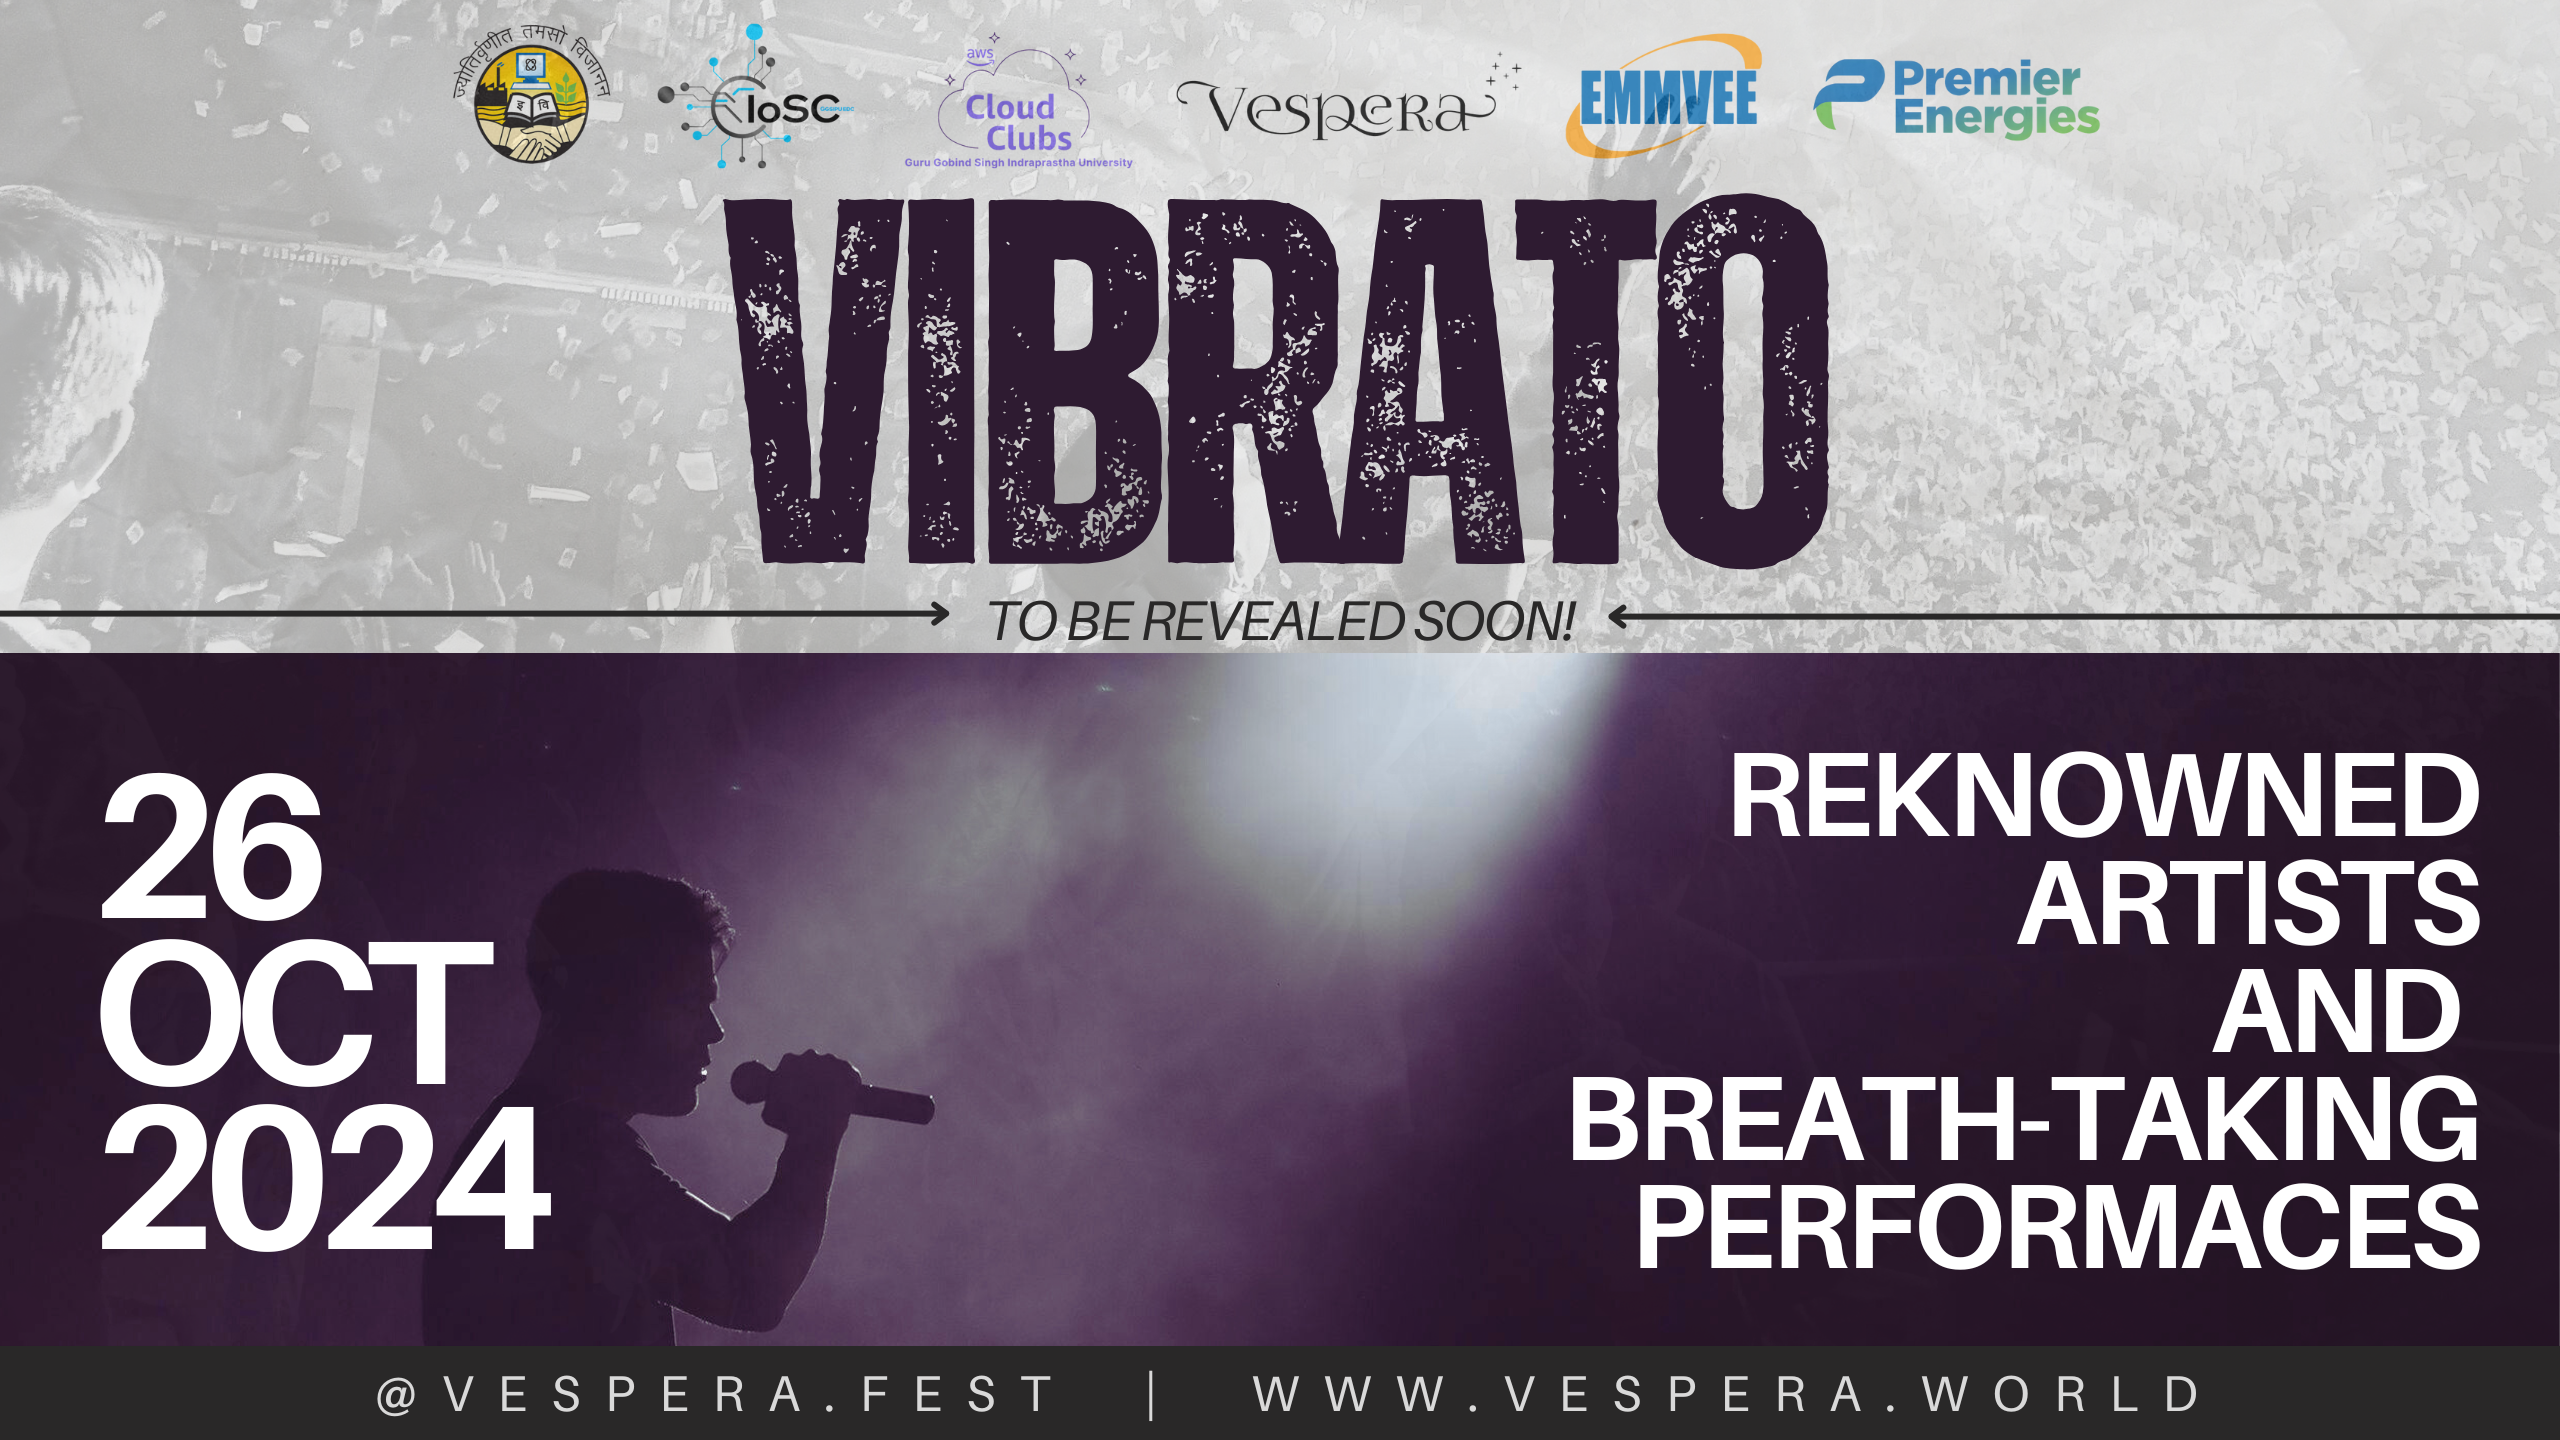 ज्योतिर्वृणीत तमसो विजानन
इ वि
IoSC
aws
Cloud
Clubs
Guru Gobind Singh Indraprastha University
Vespera
EMMVEE
Premier
Energies
VIBRATO
TO BE REVEALED SOON!
26
OCT
2024
REKNOWNED
ARTISTS
AND
BREATH-TAKING
PERFORMACES
@VESPERA.FEST | WWW.VESPERA.WORLD